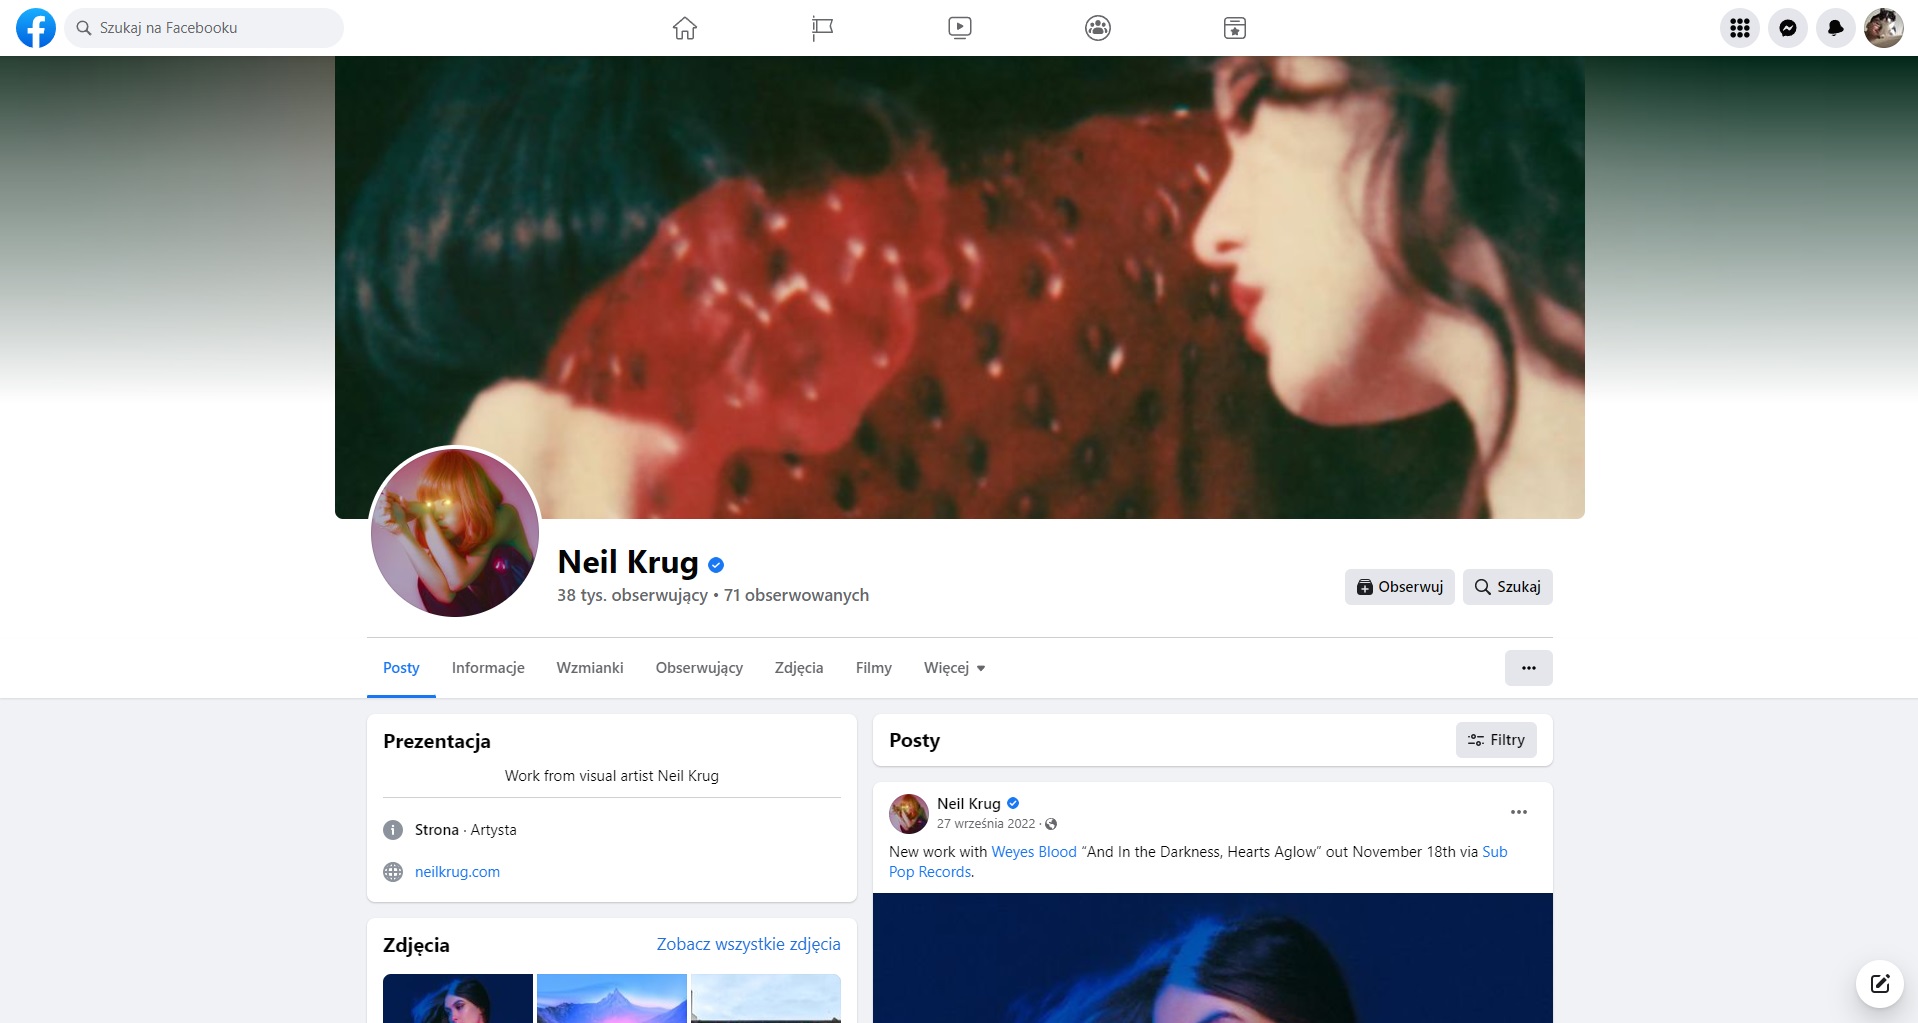 Szukaj na Facebooku
Neil Krug
38 tys. obserwujący • 71 obserwowanych
Obserwuj
Szukaj
Posty
Informacje
Wzmianki
Obserwujący
Zdjęcia
Filmy
Więcej
Prezentacja
Work from visual artist Neil Krug
Strona · Artysta
neilkrug.com
Zdjęcia
Zobacz wszystkie zdjęcia
Posty
Filtry
Neil Krug
27 września 2022 ·
New work with Weyes Blood “And In the Darkness, Hearts Aglow” out November 18th via Sub
Pop Records.